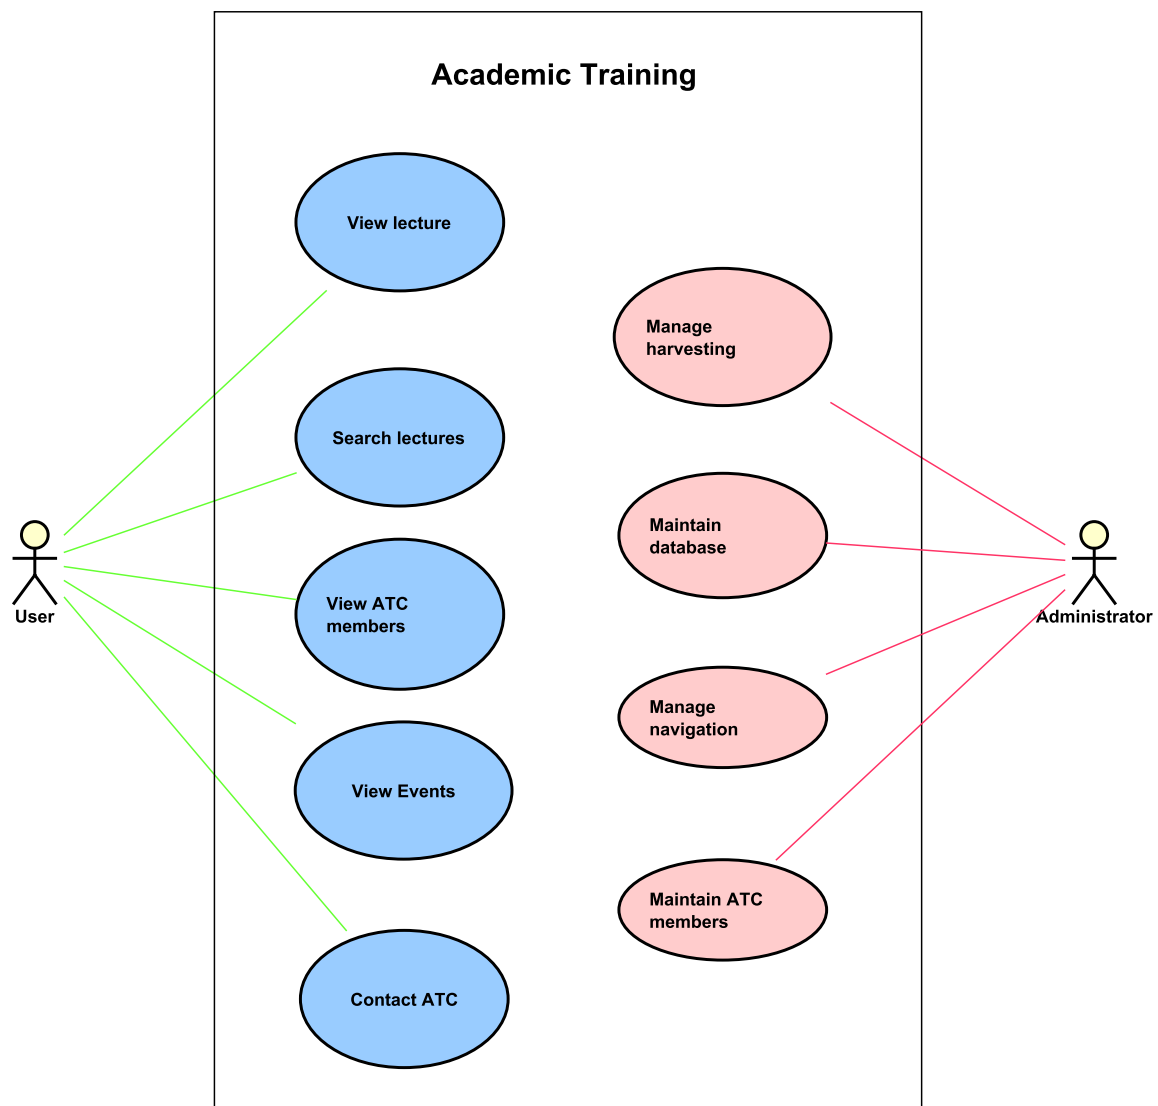 Academic Training
View lecture
Search lectures
View ATC
members
View Events
Contact ATC
Manage
harvesting
Maintain
database
Manage
navigation
Maintain ATC
members
User
Administrator